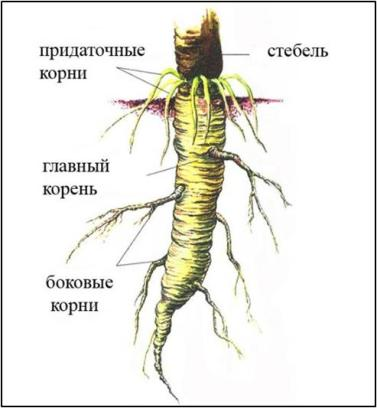 придаточные
корни
стебель
главный
корень
боковые
корни